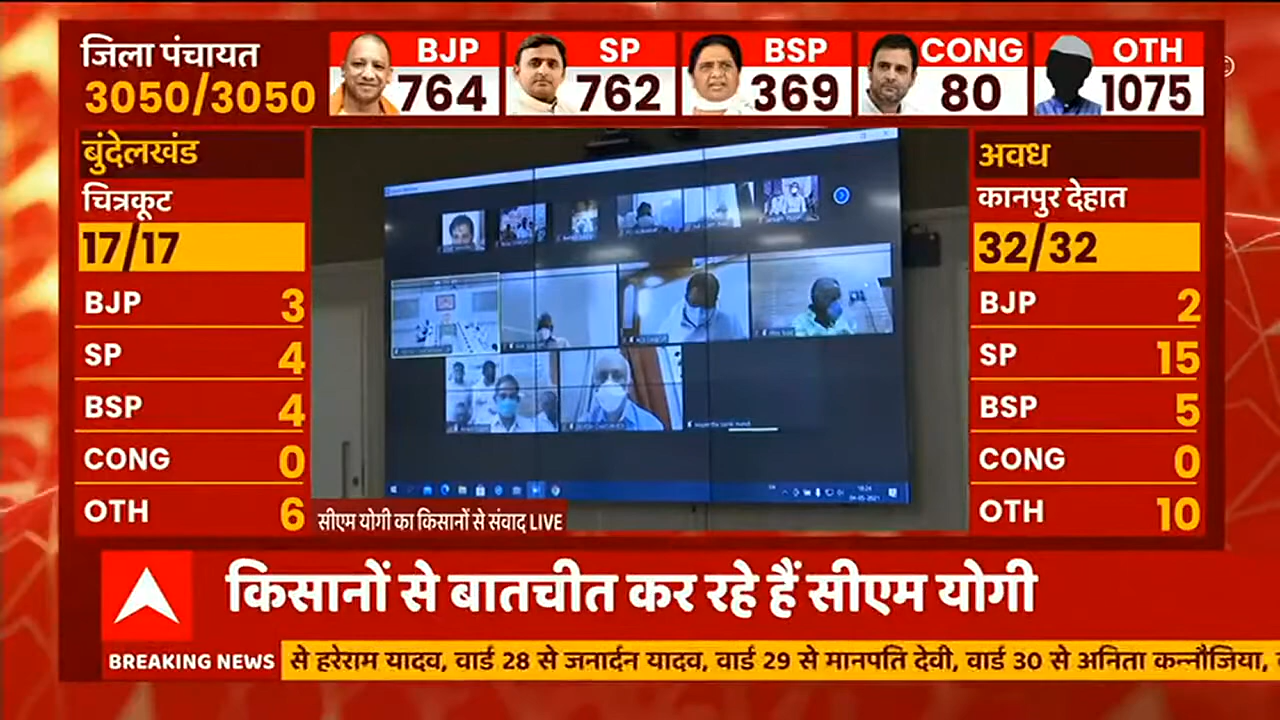 जिला पंचायत
3050/3050
BJP
764
SP
762
BSP
369
CONG
80
OTH
1075
बुंदेलखंड
चित्रकूट
17/17
BJP 3
SP 4
BSP 4
CONG 0
OTH 6
अवध
कानपुर देहात
32/32
BJP 2
SP 15
BSP 5
CONG 0
OTH 10
सीएम योगी का किसानों से संवाद LIVE
किसानों से बातचीत कर रहे हैं सीएम योगी
BREAKING NEWS
से हरेराम यादव, वार्ड 28 से जनार्दन यादव, वार्ड 29 से मानपति देवी, वार्ड 30 से अनिता कन्नौजिया,